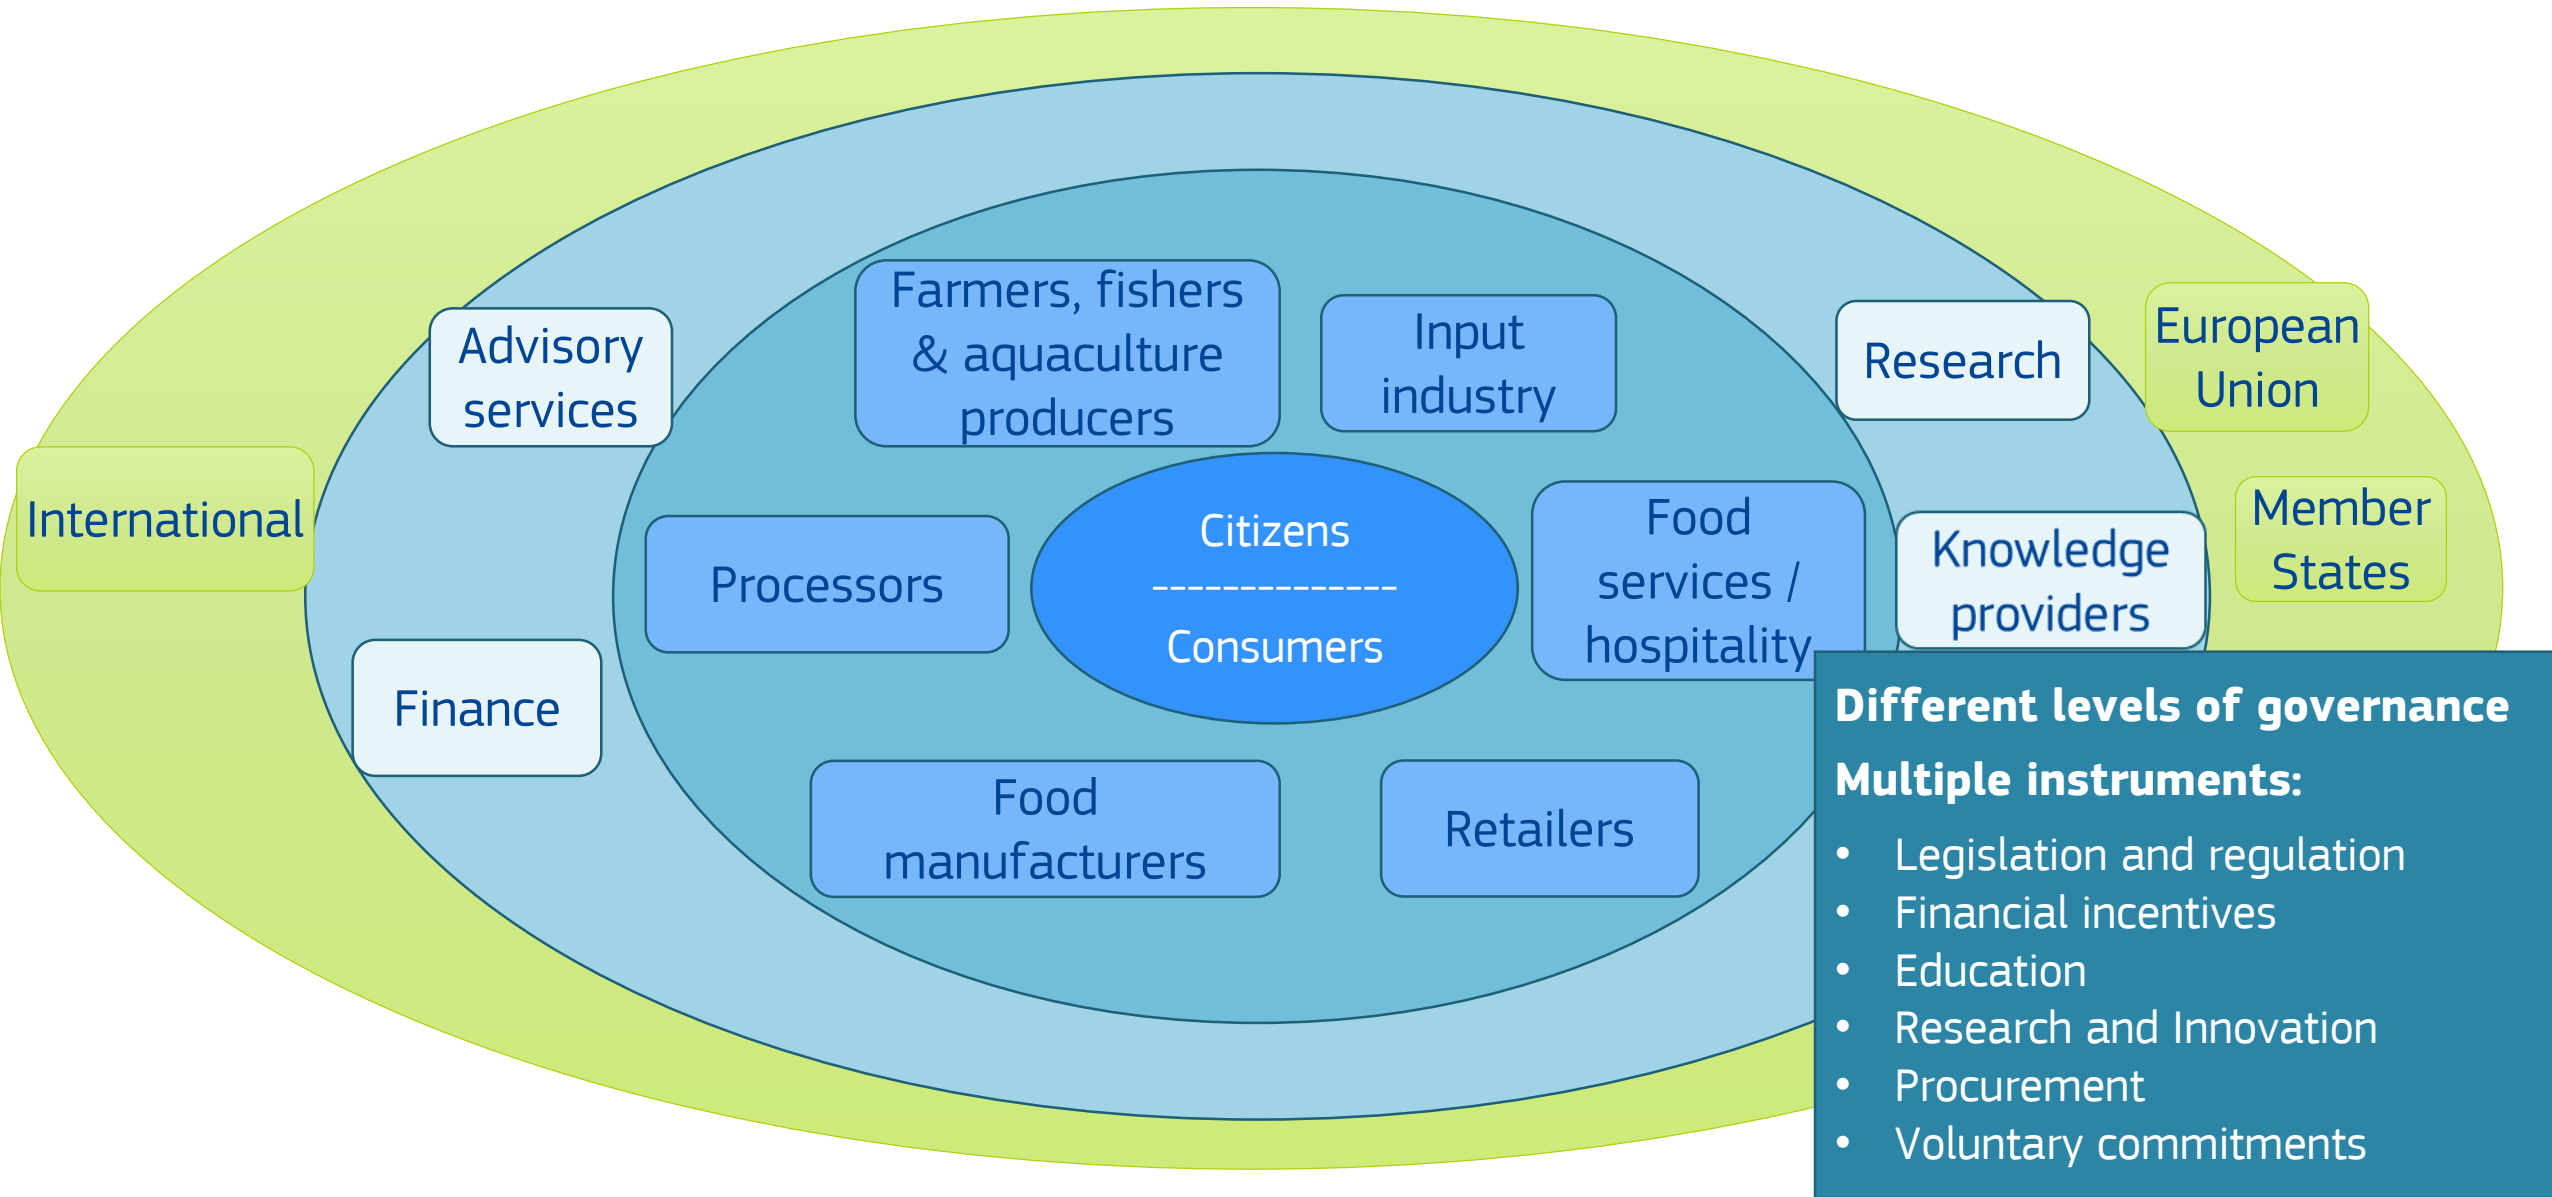 Farmers, fishers
& aquaculture
producers
Input
industry
Advisory
services
Research
European
Union
International
Processors
Citizens
--------------
Consumers
Food
services /
hospitality
Knowledge
providers
Member
States
Finance
Food
manufacturers
Retailers
Different levels of governance
Multiple instruments:
• Legislation and regulation
• Financial incentives
• Education
• Research and Innovation
• Procurement
• Voluntary commitments